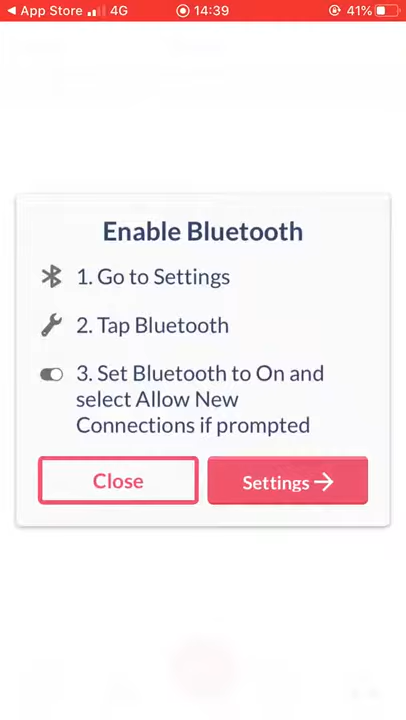 App Store 4G 14:39 41%
Enable Bluetooth
1. Go to Settings
2. Tap Bluetooth
3. Set Bluetooth to On and
select Allow New
Connections if prompted
Close Settings